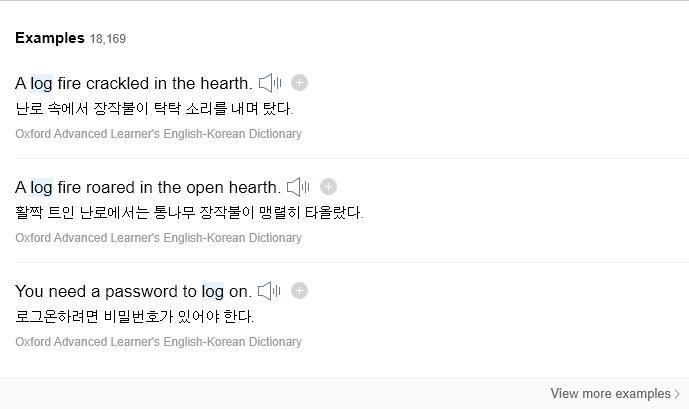 Examples 18,169
A log fire crackled in the hearth.
난로 속에서 장작불이 탁탁 소리를 내며 탔다.
Oxford Advanced Learner's English-Korean Dictionary
A log fire roared in the open hearth.
활짝 트인 난로에서는 통나무 장작불이 맹렬히 타올랐다.
Oxford Advanced Learner's English-Korean Dictionary
You need a password to log on.
로그온하려면 비밀번호가 있어야 한다.
Oxford Advanced Learner's English-Korean Dictionary
View more examples